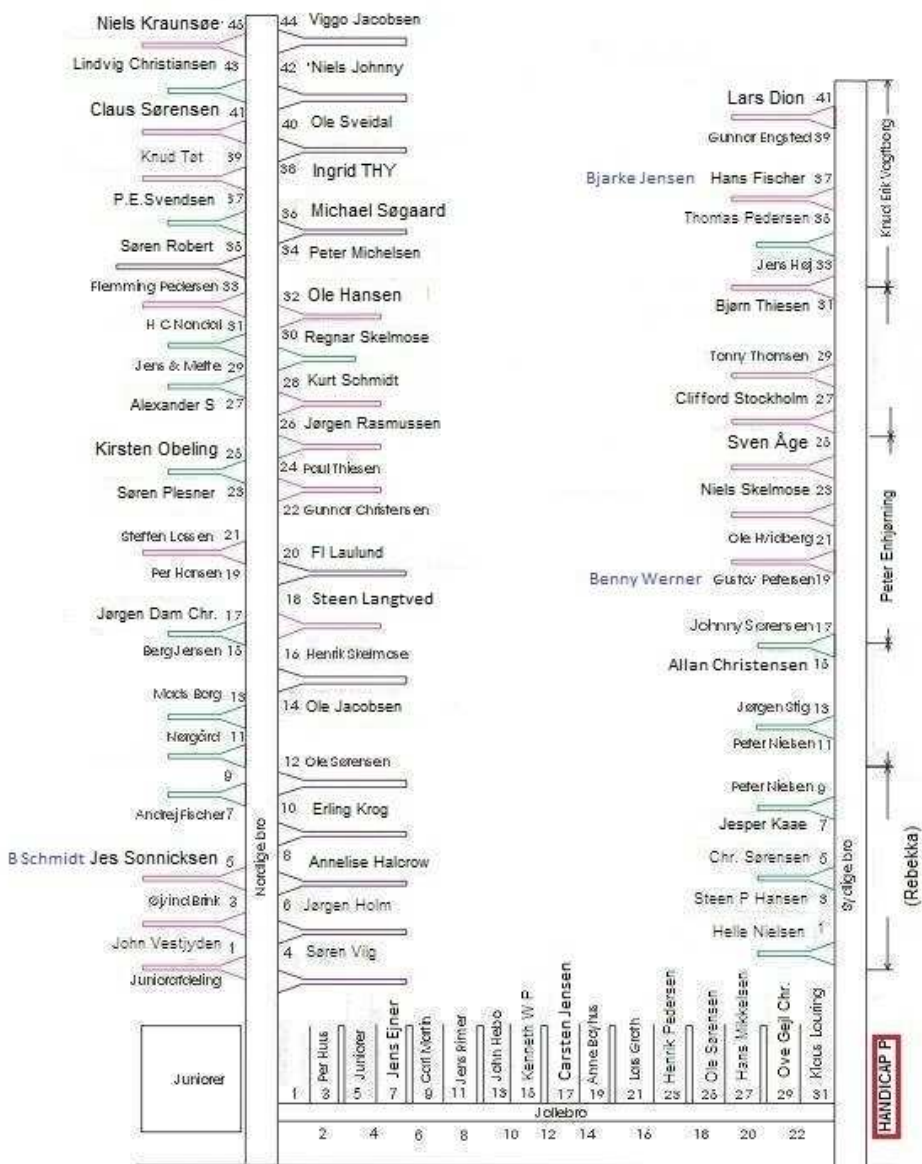 Niels Kraunsøe 45
Lindvig Christiansen 43
Claus Sørensen 41
Knud Tøt 39
P.E.Svendsen 37
Søren Robert 35
Flemming Pedersen 33
H C Nandal 31
Jens & Mette 29
Alexander S 27
Kirsten Obeling 25
Søren Plesner 23
Steffen Lassen 21
Per Hansen 19
Jørgen Dam Chr. 17
Berg Jensen 15
Mads Borg 13
Nørgård 11
9
Andrej Fischer 7
B Schmidt Jes Sonnicksen 5
Øjvind Brink 3
John Vestjyden 1
Juniorafdeling
Juniorer
Nordlige bro
44 Viggo Jacobsen
42 'Niels Johnny
40 Ole Sveidal
38 Ingrid THY
36 Michael Søgaard
34 Peter Michelsen
32 Ole Hansen
30 Regnar Skelmose
28 Kurt Schmidt
26 Jørgen Rasmussen
24 Poul Thiesen
22 Gunnar Christensen
20 Fl Laulund
18 Steen Langtved
16 Henrik Skelmose
14 Ole Jacobsen
12 Ole Sørensen
10 Erling Krog
8 Annelise Halcrow
6 Jørgen Holm
4 Søren Viig
Lars Dion 41
Gunnar Engsted 39
Bjarke Jensen Hans Fischer 37
Thomas Pedersen 35
Jens Høj 33
Bjørn Thiesen 31
Tonny Thomsen 29
Clifford Stockholm 27
Sven Åge 25
Niels Skelmose 23
Ole Hvidberg 21
Benny Werner Gustav Petersen 19
Johnny Sørensen 17
Allan Christensen 15
Jørgen Stig 13
Peter Nielsen 11
Peter Nielsen 9
Jesper Kaae 7
Chr. Sørensen 5
Steen P Hansen 3
Helle Nielsen 1
Sydlige bro
Knud Erik Vagtborg
Peter Enhjørning
(Rebekka)
HANDICAP P
1
Per Huus 3
Juniorer 5
Jens Ejner 7
Carl Martin 9
Jens Rimer 11
John Rebo 13
Kenneth W P 15
Carsten Jensen 17
Anne Bayhus 19
Lars Groth 21
Henrik Pedersen 23
Ole Sørensen 25
Hans Mikkelsen 27
Ove Gejl Chr. 29
Klaus Louring 31
Jollebro
2 4 6 8 10 12 14 16 18 20 22